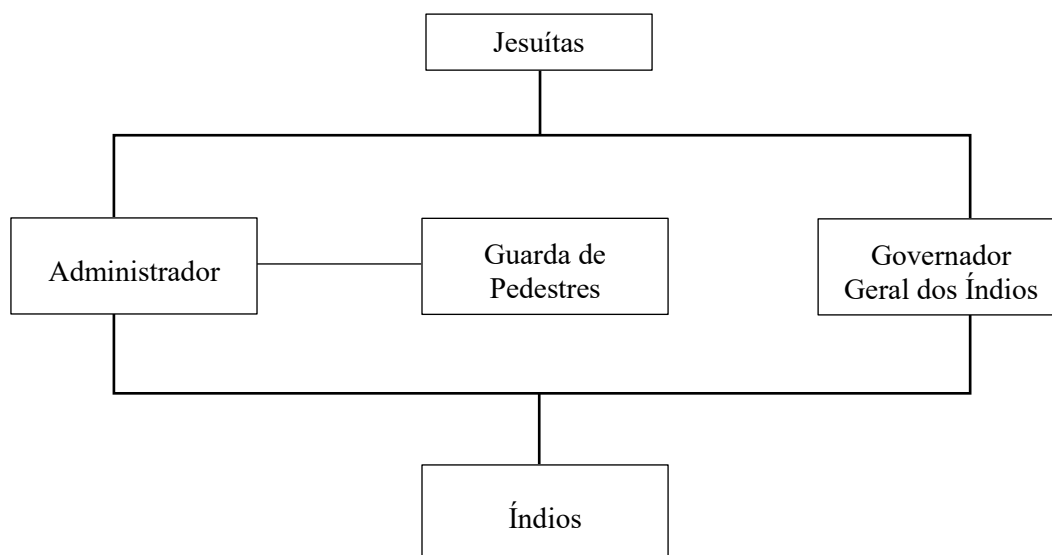 Jesuítas
Administrador
Guarda de
Pedestres
Governador
Geral dos Índios
Índios